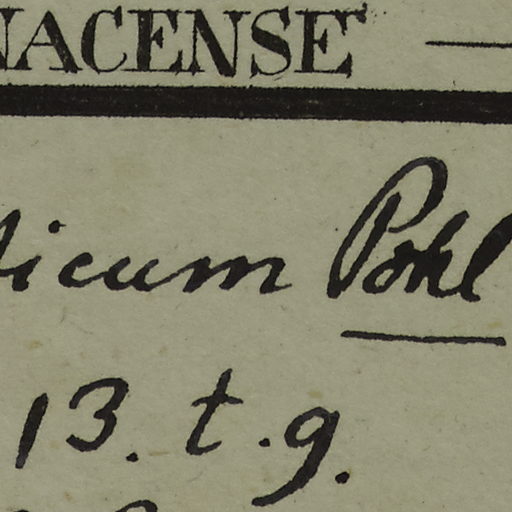 NACENSE
ticum Pohl
13. t. 9.